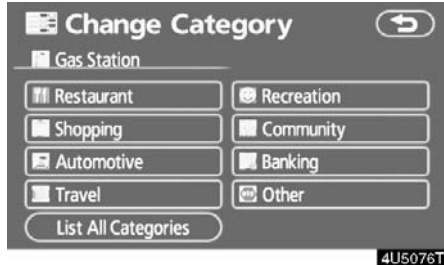 Change Category
Gas Station
Restaurant
Recreation
Shopping
Community
Automotive
Banking
Travel
Other
List All Categories
4U5076T